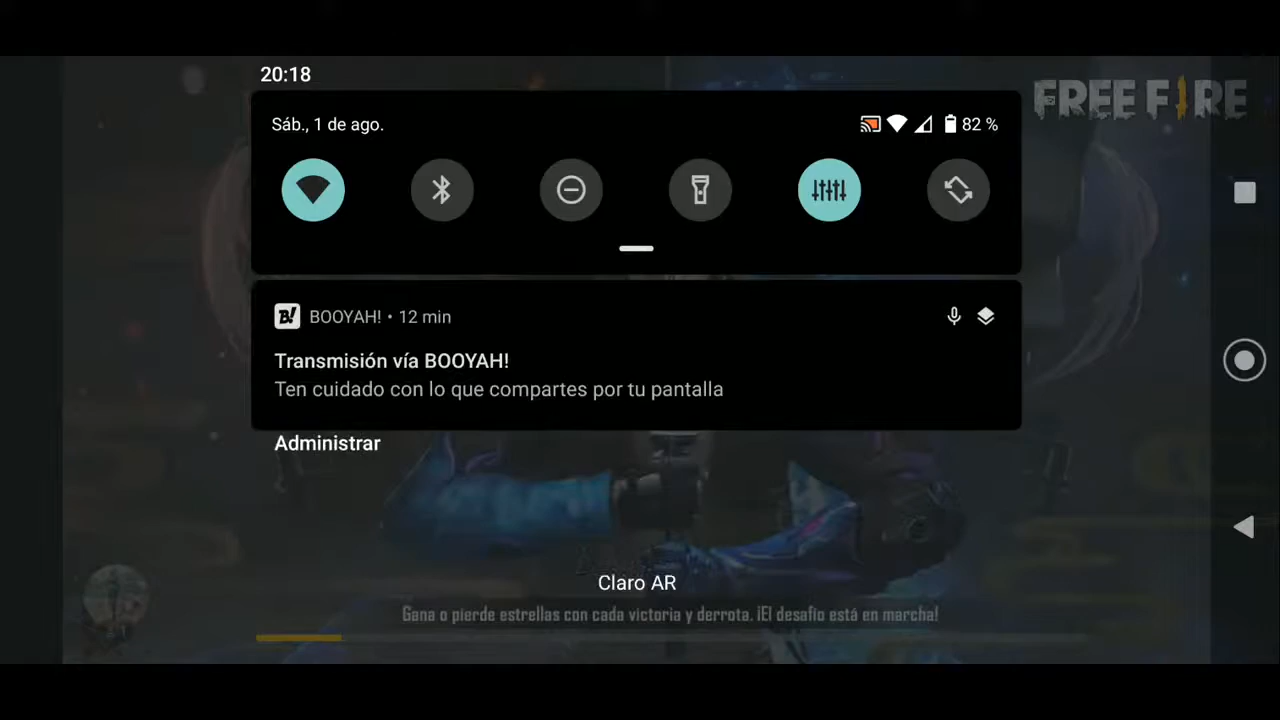 20:18
FREE FIRE
Sáb., 1 de ago.
82 %
B! BOOYAH! • 12 min
Transmisión vía BOOYAH!
Ten cuidado con lo que compartes por tu pantalla
Administrar
Claro AR
Gana o pierde estrellas con cada victoria y derrota. ¡El desafío está en marcha!